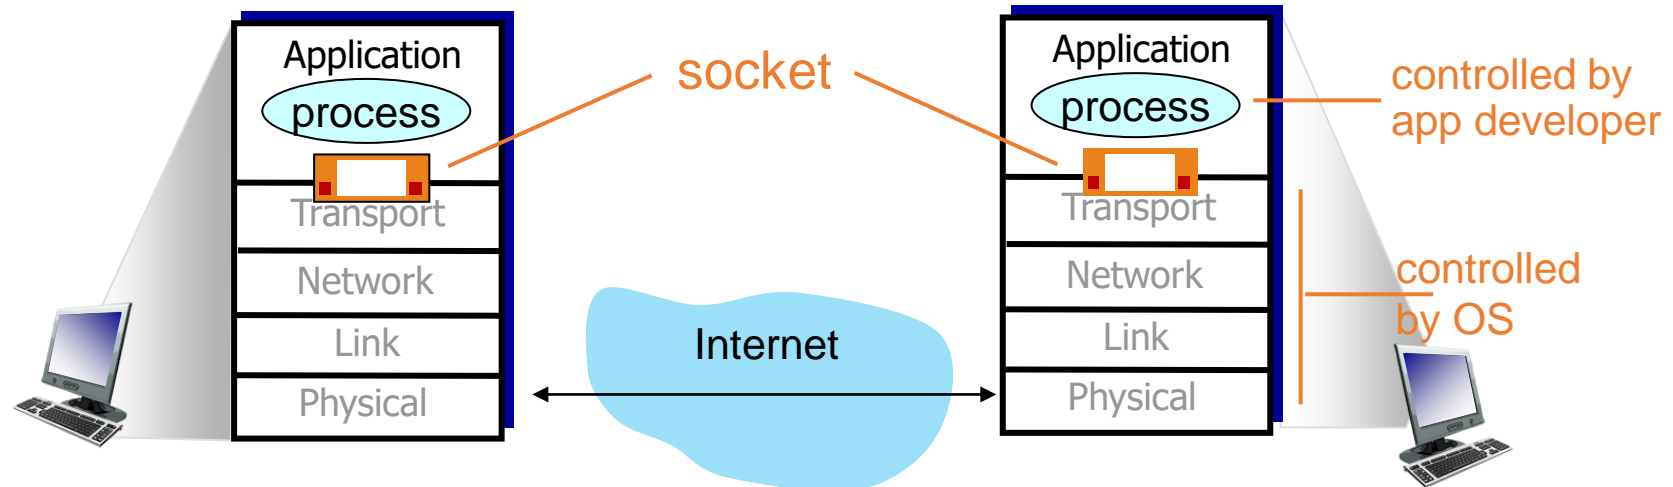 Application
process
Transport
Network
Link
Physical
socket
Internet
Application
process
Transport
Network
Link
Physical
controlled by
app developer
controlled
by OS